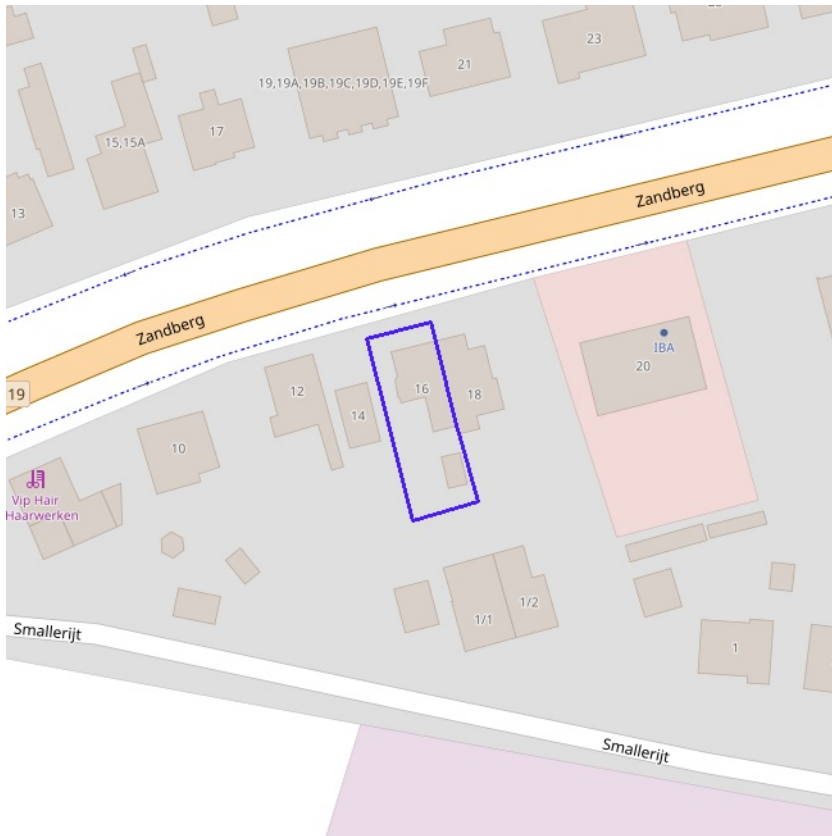 23
21
19,19A,19B,19C,19D,19E,19F
17
15,15A
13
Zandberg
Zandberg
IBA
20
16
18
12
14
19
10
Vip Hair
Haarwerken
1/2
1/1
Smallerijt
1
Smallerijt